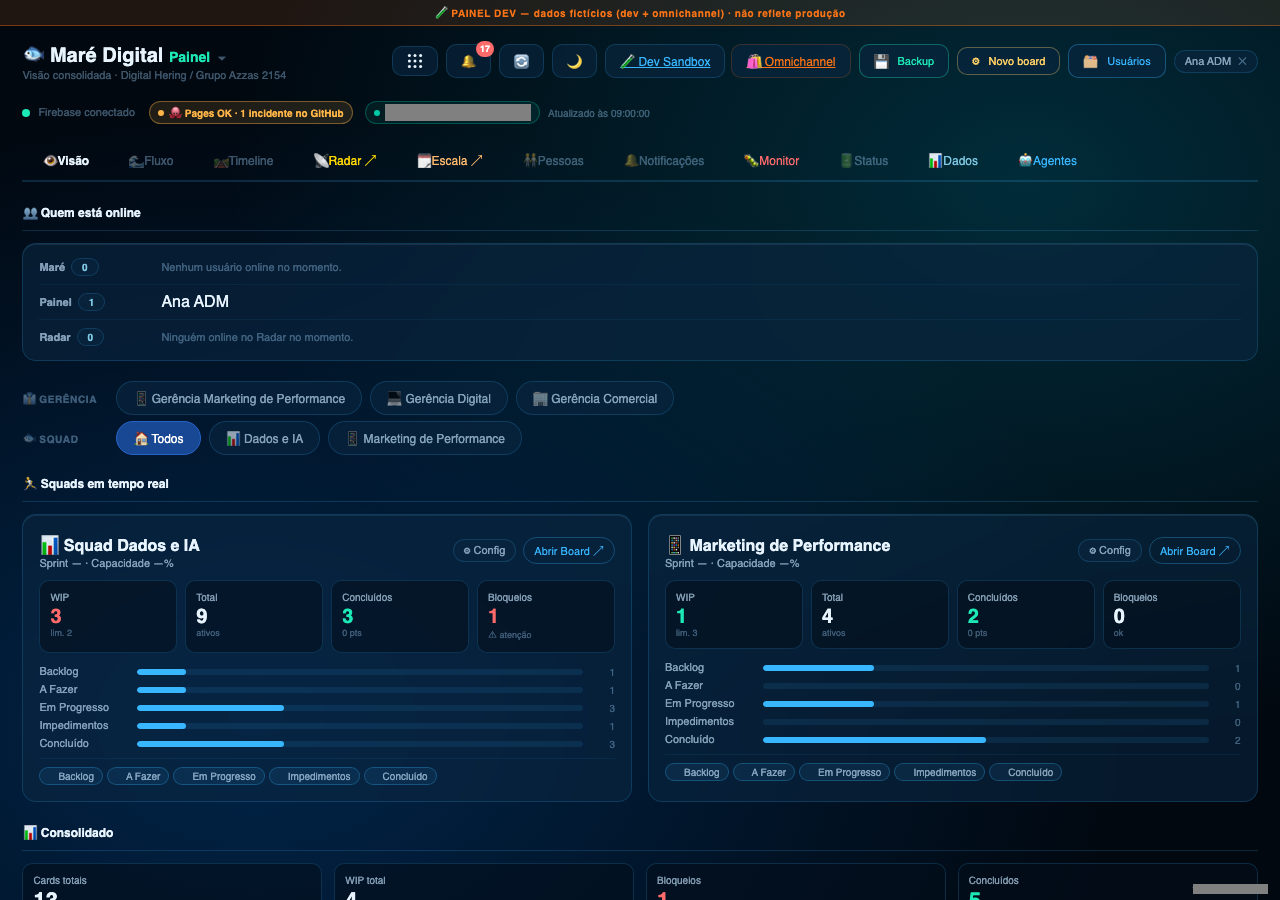 PAINEL DEV — dados fictícios (dev + omnichannel) · não reflete produção
Maré Digital Painel
Visão consolidada · Digital Hering / Grupo Azzas 2154
17
Dev Sandbox
Omnichannel
Backup
Novo board
Usuários
Ana ADM ×
Firebase conectado
Pages OK · 1 incidente no GitHub
Atualizado às 09:00:00
Visão
Fluxo
Timeline
Radar ↗
Escala ↗
Pessoas
Notificações
Monitor
Status
Dados
Agentes
Quem está online
Maré 0 Nenhum usuário online no momento.
Painel 1 Ana ADM
Radar 0 Ninguém online no Radar no momento.
GERÊNCIA Gerência Marketing de Performance Gerência Digital Gerência Comercial
SQUAD Todos Dados e IA Marketing de Performance
Squads em tempo real
Squad Dados e IA
Sprint — · Capacidade —%
Config
Abrir Board ↗
WIP
3
lim. 2
Total
9
ativos
Concluídos
3
0 pts
Bloqueios
1
⚠ atenção
Backlog 1
A Fazer 1
Em Progresso 3
Impedimentos 1
Concluído 3
Backlog A Fazer Em Progresso Impedimentos Concluído
Marketing de Performance
Sprint — · Capacidade —%
Config
Abrir Board ↗
WIP
1
lim. 3
Total
4
ativos
Concluídos
2
0 pts
Bloqueios
0
ok
Backlog 1
A Fazer 0
Em Progresso 1
Impedimentos 0
Concluído 2
Backlog A Fazer Em Progresso Impedimentos Concluído
Consolidado
Cards totais
13
WIP total
4
Bloqueios
1
Concluídos
5